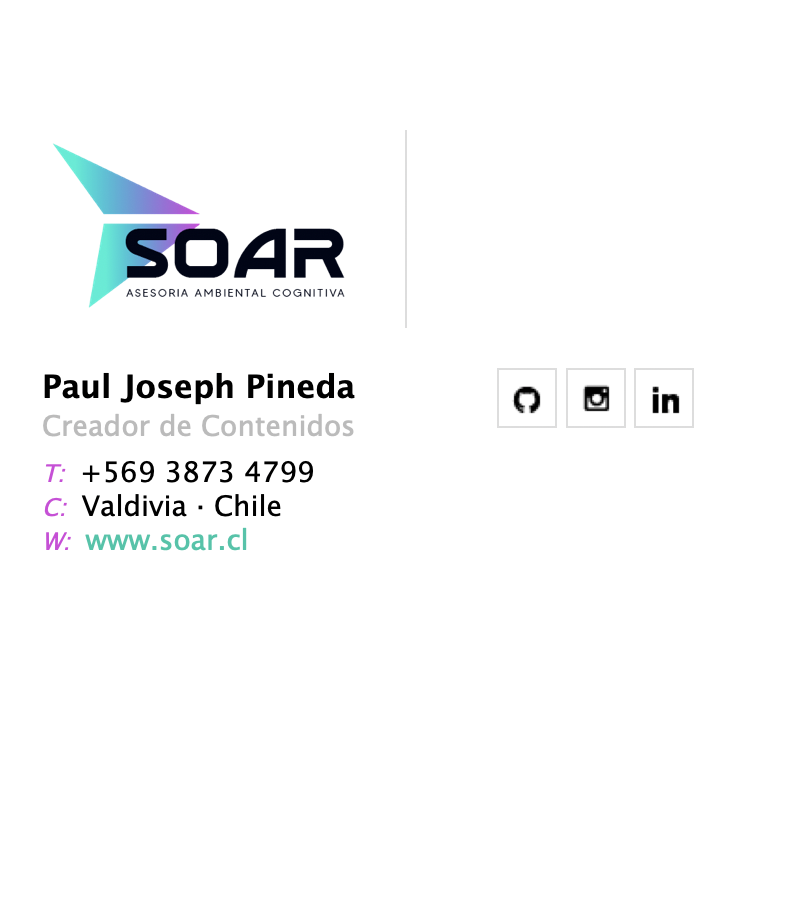 SOAR
ASESORIA AMBIENTAL COGNITIVA
Paul Joseph Pineda
Creador de Contenidos
T: +569 3873 4799
C: Valdivia · Chile
W: www.soar.cl
in